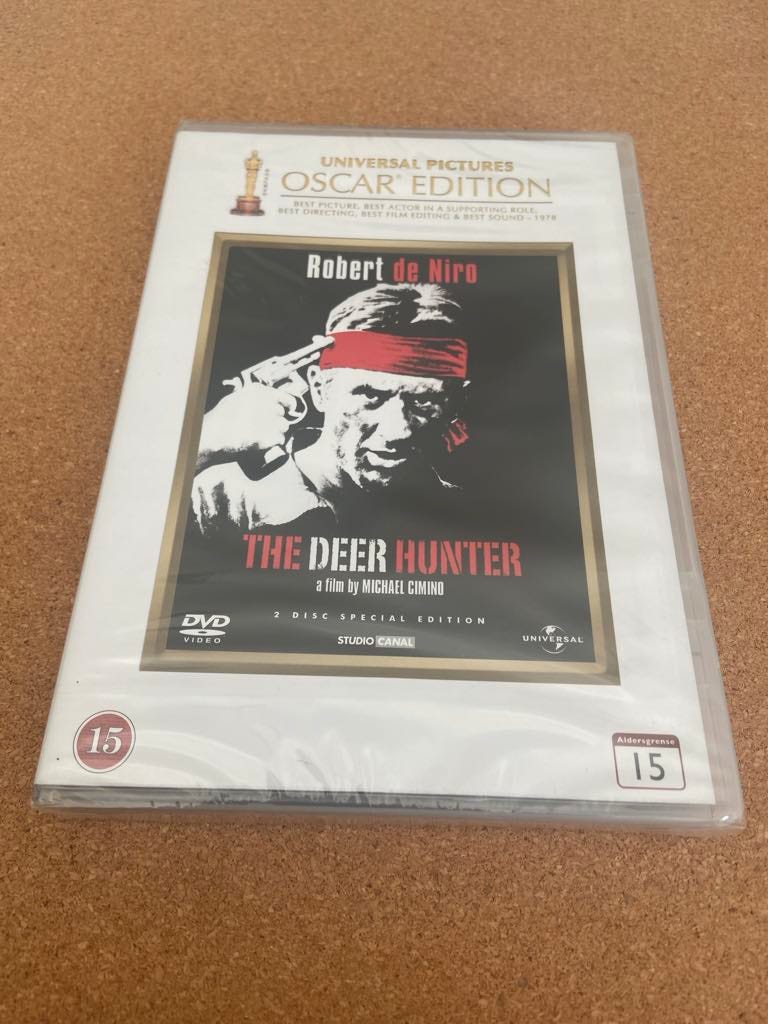 UNIVERSAL PICTURES
OSCAR® EDITION
BEST PICTURE, BEST ACTOR IN A SUPPORTING ROLE,
BEST DIRECTING, BEST FILM EDITING & BEST SOUND - 1978
Robert de Niro
THE DEER HUNTER
a film by MICHAEL CIMINO
2 DISC SPECIAL EDITION
DVD
VIDEO
STUDIO CANAL
UNIVERSAL
15
Aldersgrense
15